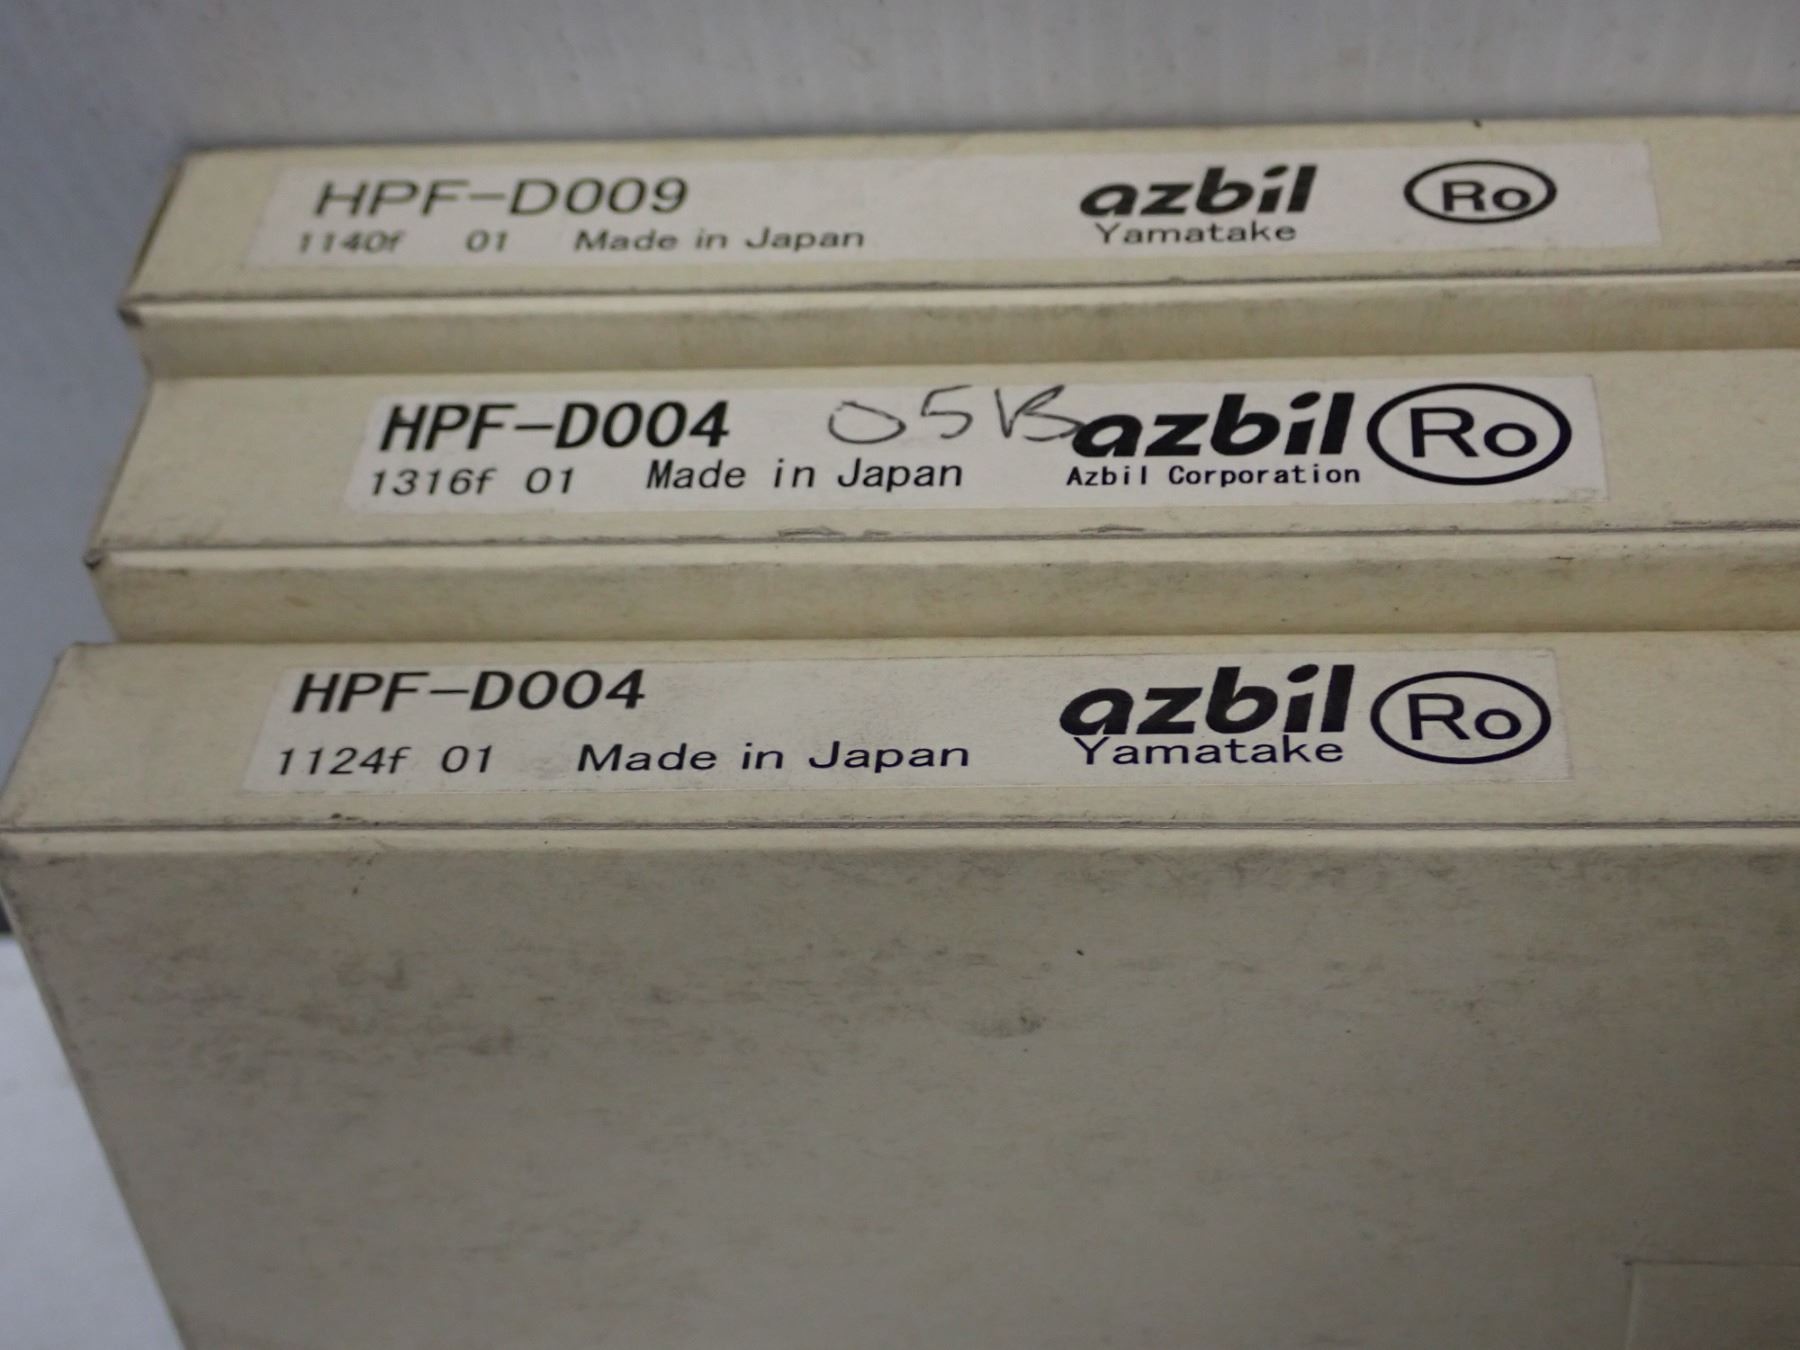 HPF-D009 azbil Ro
1140f 01 Made in Japan Yamatake
HPF-D004 05 azbil Ro
1316f 01 Made in Japan Azbil Corporation
HPF-D004 azbil Ro
1124f 01 Made in Japan Yamatake